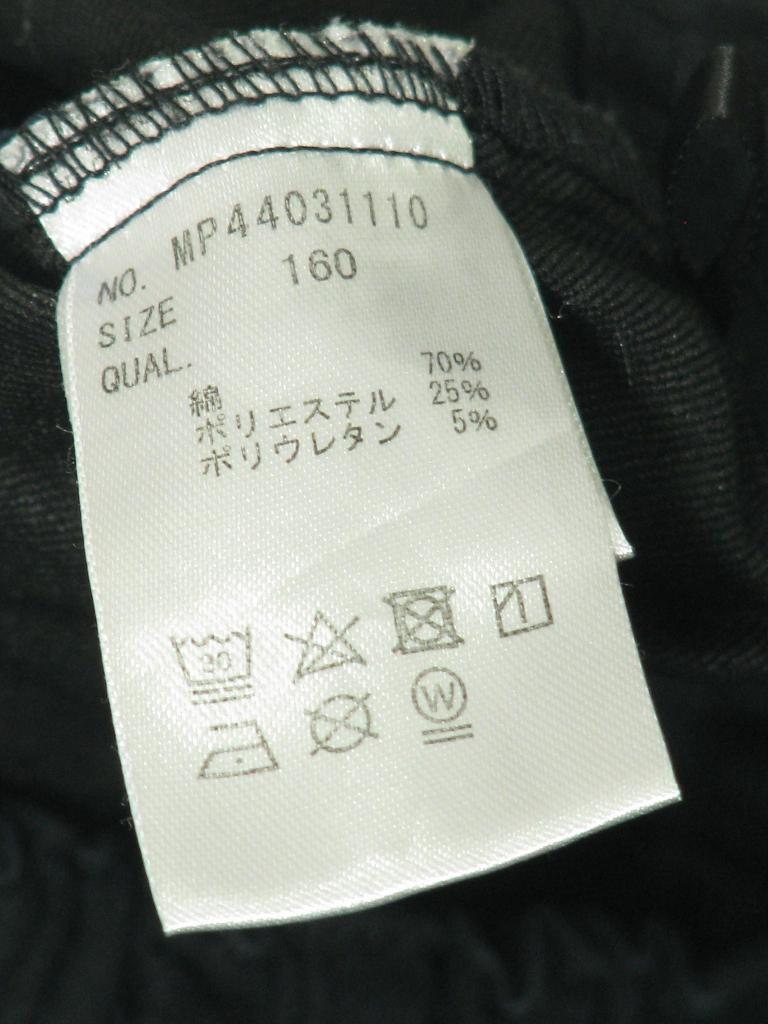 NO. MP44031110
SIZE 160
QUAL.
綿 70%
ポリエステル 25%
ポリウレタン 5%
30
W